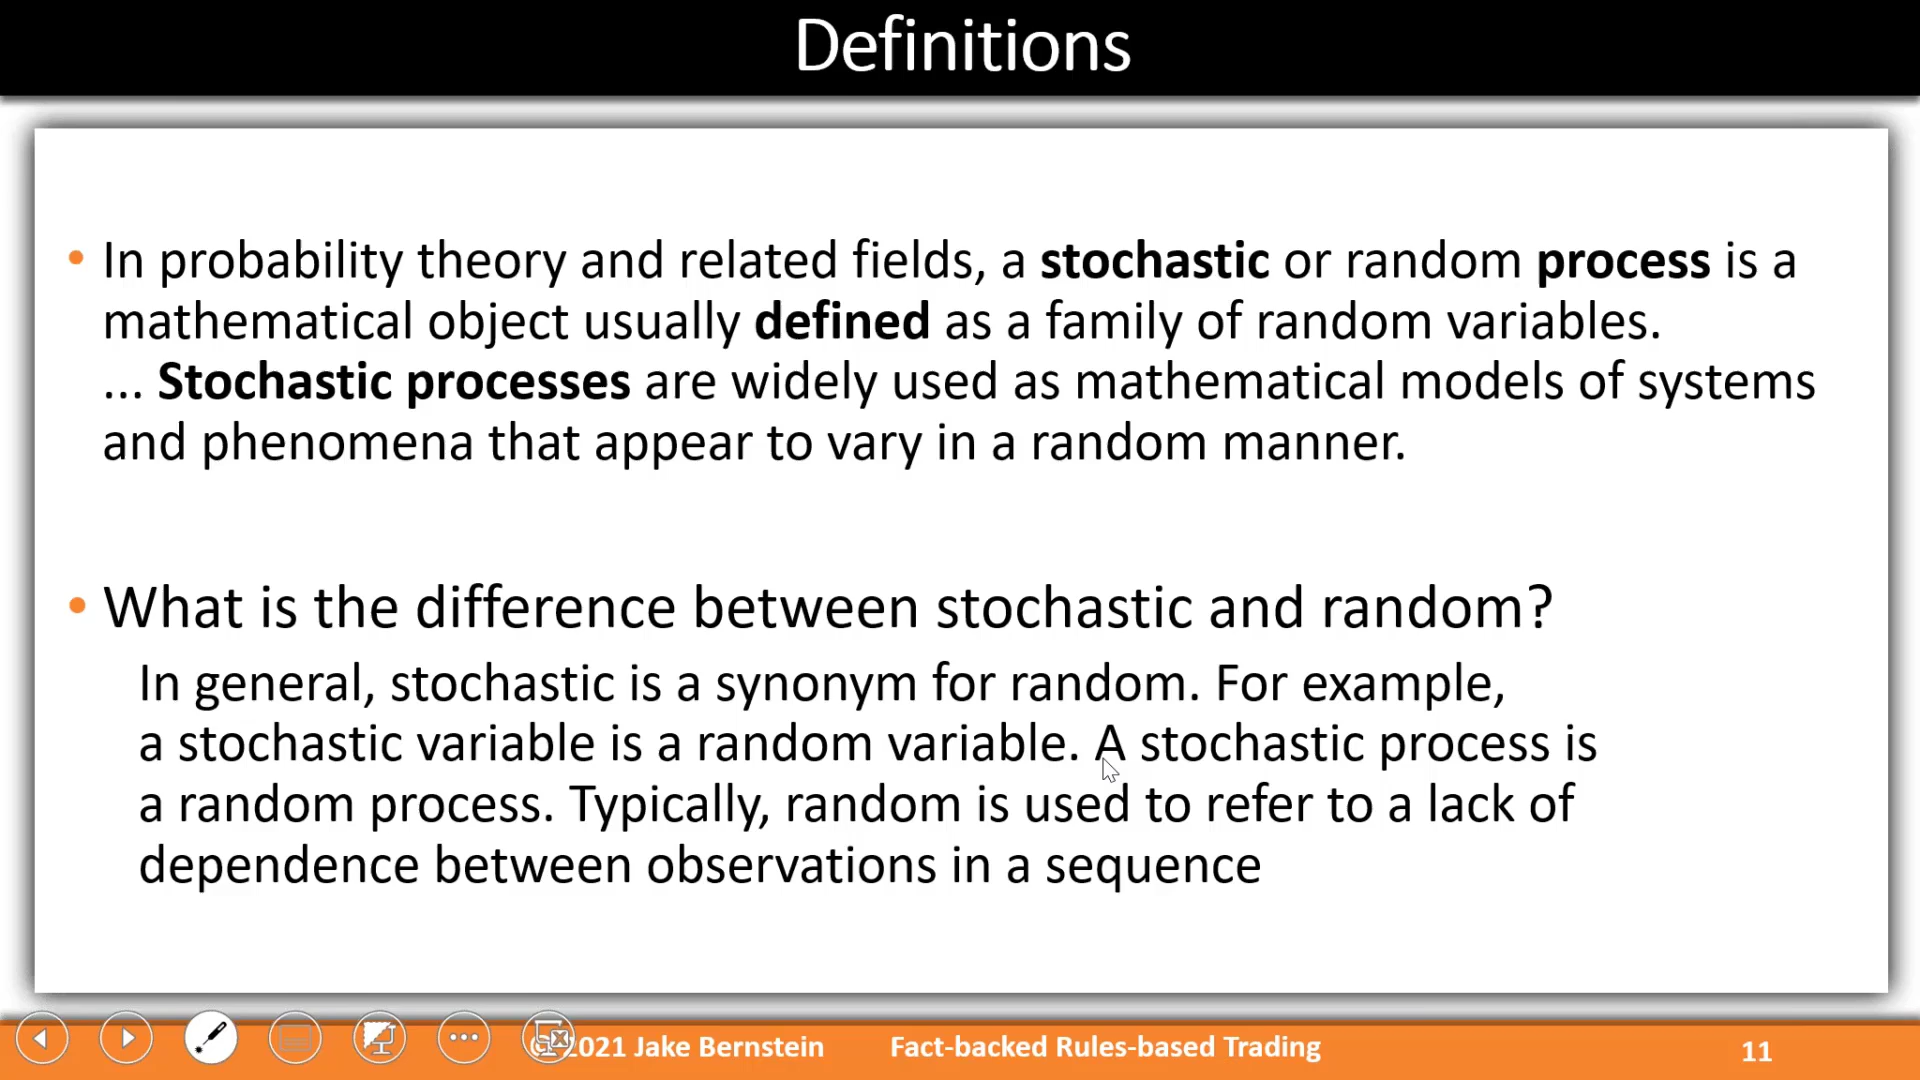 Definitions
• In probability theory and related fields, a stochastic or random process is a
mathematical object usually defined as a family of random variables.
... Stochastic processes are widely used as mathematical models of systems
and phenomena that appear to vary in a random manner.
• What is the difference between stochastic and random?
In general, stochastic is a synonym for random. For example,
a stochastic variable is a random variable. A stochastic process is
a random process. Typically, random is used to refer to a lack of
dependence between observations in a sequence
2021 Jake Bernstein Fact-backed Rules-based Trading 11